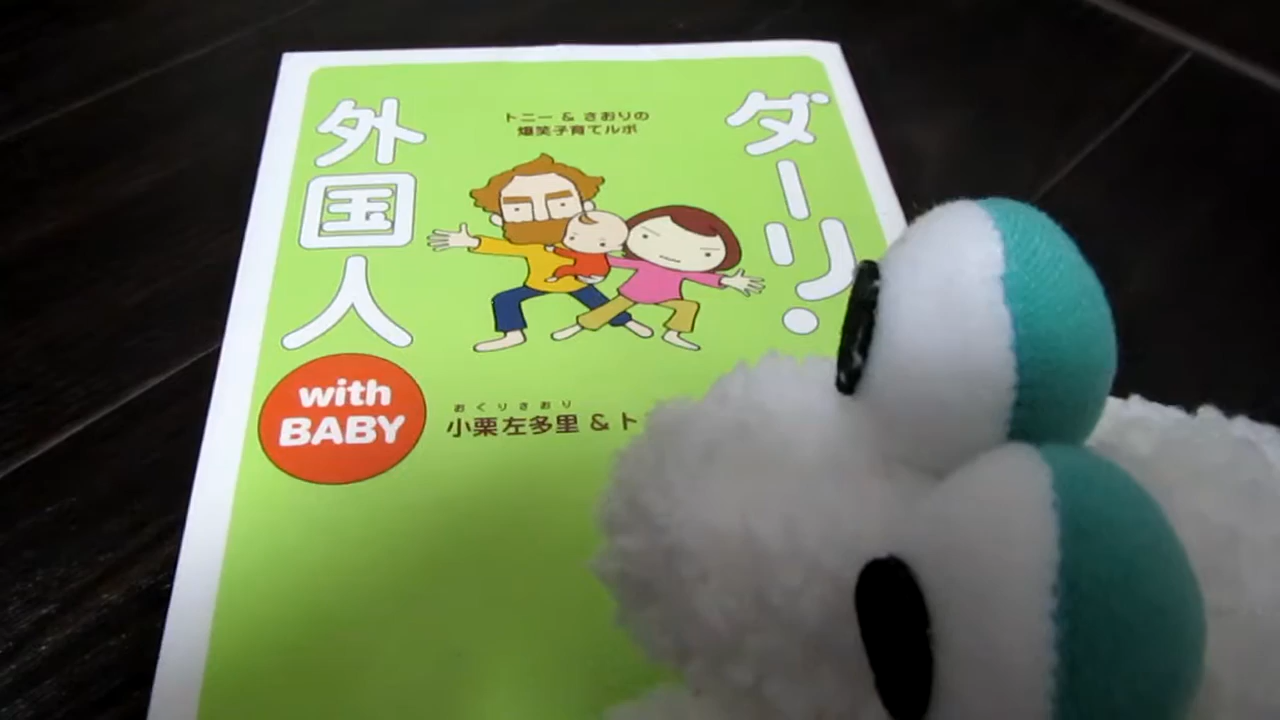 トニー & さおりの
爆笑子育てルポ
ダーリ・
外国人
with
BABY
おぐりさおり
小栗左多里 & ト